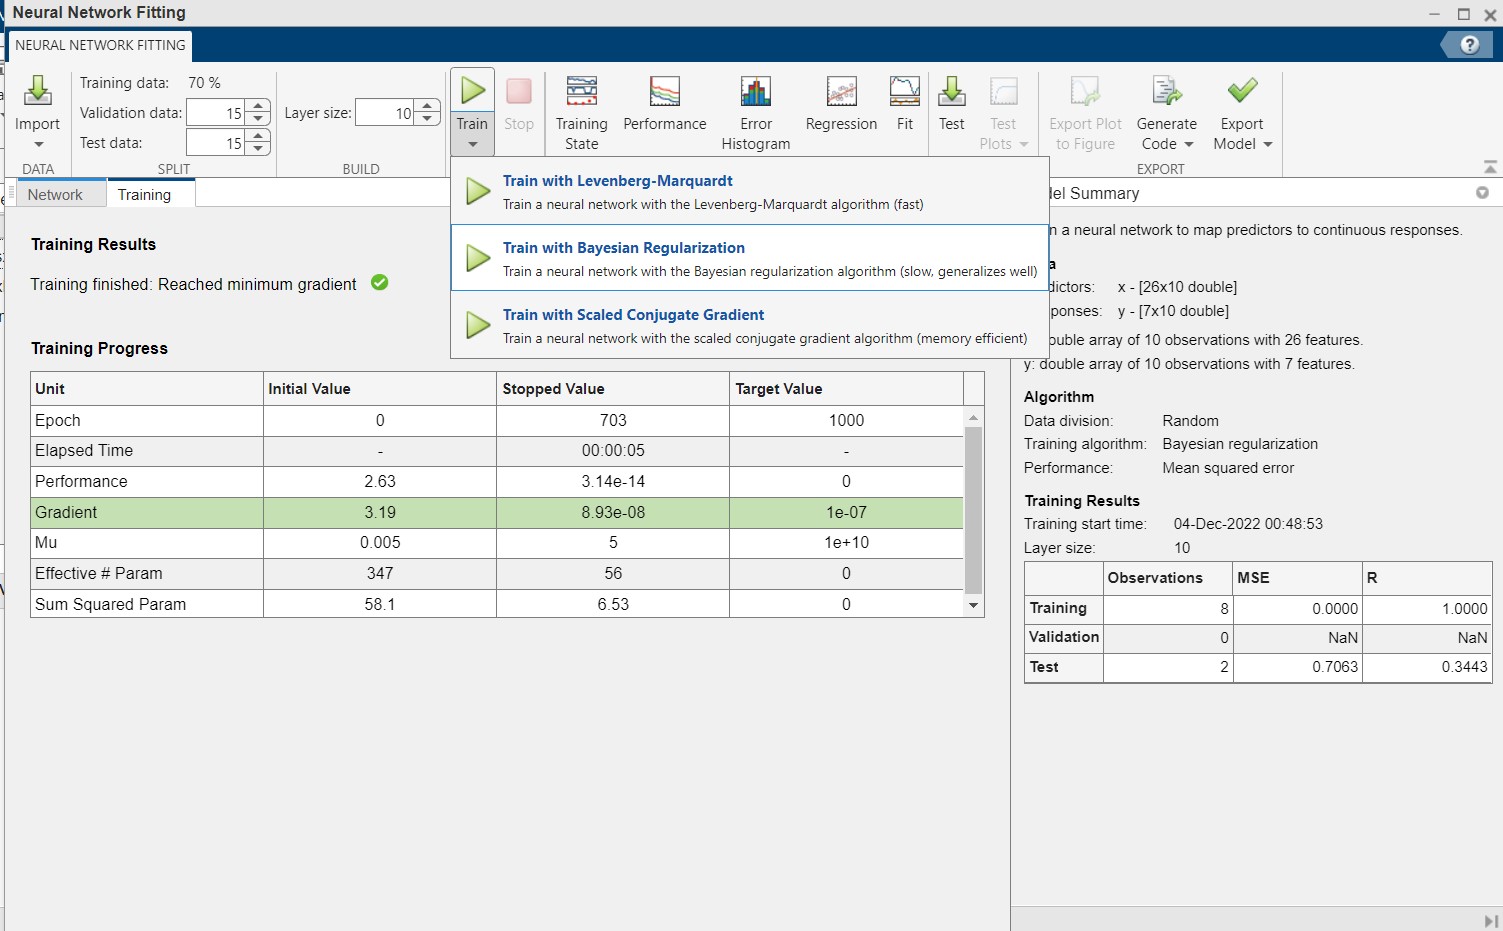 Neural Network Fitting
NEURAL NETWORK FITTING
?
Import
DATA
Training data: 70 %
Validation data: 15
Test data: 15
SPLIT
Layer size: 10
BUILD
Train
Stop
Training
State
Performance
Error
Histogram
Regression
Fit
Test
Test
Plots
Export Plot
to Figure
Generate
Code
Export
Model
EXPORT
Train with Levenberg-Marquardt
Train a neural network with the Levenberg-Marquardt algorithm (fast)
Train with Bayesian Regularization
Train a neural network with the Bayesian regularization algorithm (slow, generalizes well)
Train with Scaled Conjugate Gradient
Train a neural network with the scaled conjugate gradient algorithm (memory efficient)
Network
Training
Training Results
Training finished: Reached minimum gradient
Training Progress
Unit Initial Value Stopped Value Target Value
Epoch 0 703 1000
Elapsed Time - 00:00:05 -
Performance 2.63 3.14e-14 0
Gradient 3.19 8.93e-08 1e-07
Mu 0.005 5 1e+10
Effective # Param 347 56 0
Sum Squared Param 58.1 6.53 0
el Summary
n a neural network to map predictors to continuous responses.
a
dictors: x - [26x10 double]
ponses: y - [7x10 double]
ouble array of 10 observations with 26 features.
y: double array of 10 observations with 7 features.
Algorithm
Data division: Random
Training algorithm: Bayesian regularization
Performance: Mean squared error
Training Results
Training start time: 04-Dec-2022 00:48:53
Layer size: 10
Observations MSE R
Training 8 0.0000 1.0000
Validation 0 NaN NaN
Test 2 0.7063 0.3443